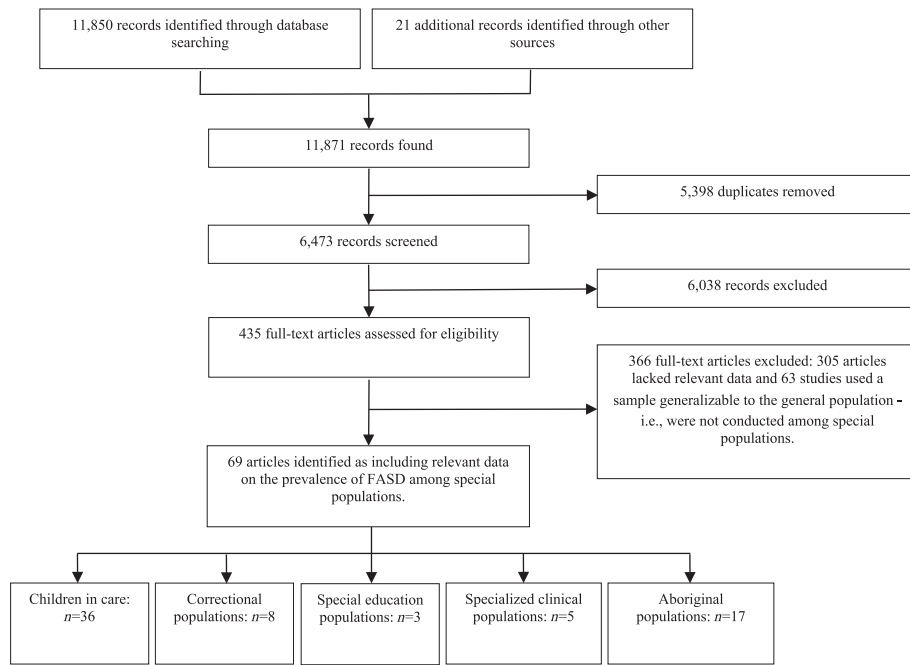 11,850 records identified through database
searching
21 additional records identified through other
sources
11,871 records found
5,398 duplicates removed
6,473 records screened
6,038 records excluded
435 full-text articles assessed for eligibility
366 full-text articles excluded: 305 articles
lacked relevant data and 63 studies used a
sample generalizable to the general population –
i.e., were not conducted among special
populations.
69 articles identified as including relevant data
on the prevalence of FASD among special
populations.
Children in care:
n=36
Correctional
populations: n=8
Special education
populations: n=3
Specialized clinical
populations: n=5
Aboriginal
populations: n=17